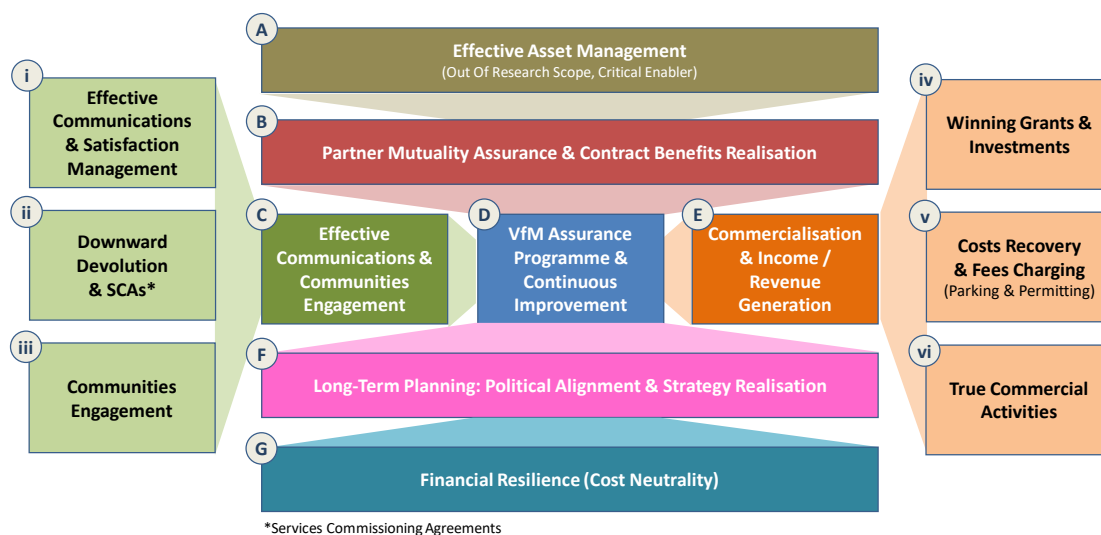 A
Effective Asset Management
(Out Of Research Scope, Critical Enabler)
i
Effective
Communications
& Satisfaction
Management
iv
Winning Grants &
Investments
B
Partner Mutuality Assurance & Contract Benefits Realisation
ii
Downward
Devolution
& SCAs*
C
Effective
Communications &
Communities
Engagement
D
VfM Assurance
Programme &
Continuous
Improvement
E
Commercialisation
& Income /
Revenue
Generation
v
Costs Recovery
& Fees Charging
(Parking & Permitting)
iii
Communities
Engagement
F
Long-Term Planning: Political Alignment & Strategy Realisation
vi
True Commercial
Activities
G
Financial Resilience (Cost Neutrality)
*Services Commissioning Agreements